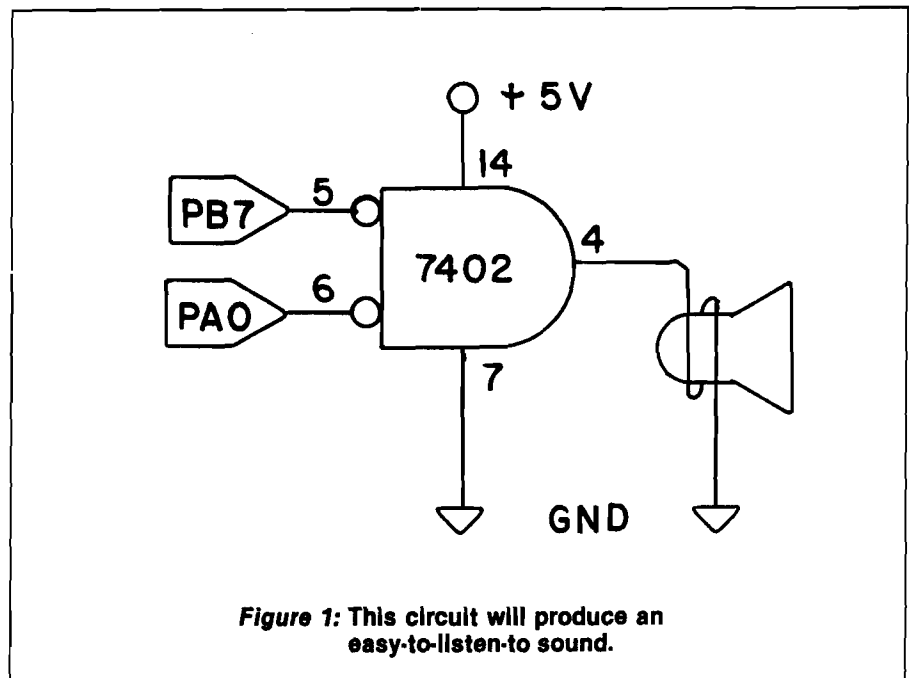 + 5V
14
PB7 5
7402
4
PA0 6
7
GND
Figure 1: This circuit will produce an
easy-to-listen-to sound.